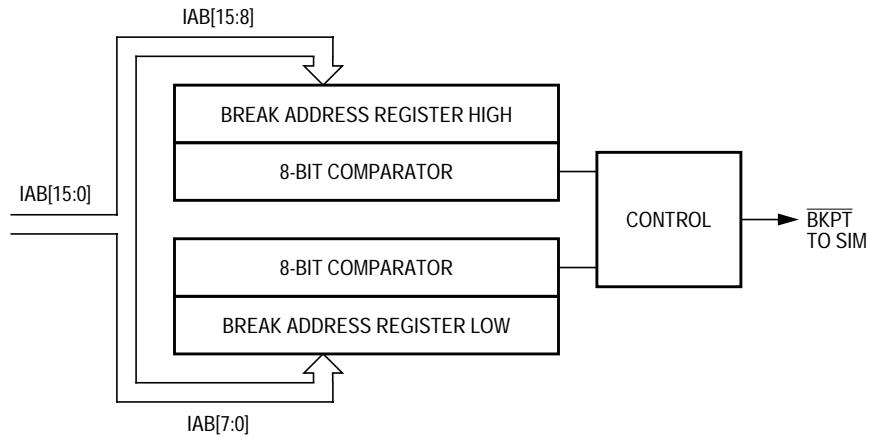 IAB[15:8]
BREAK ADDRESS REGISTER HIGH
8-BIT COMPARATOR
IAB[15:0]
CONTROL
BKPT
TO SIM
8-BIT COMPARATOR
BREAK ADDRESS REGISTER LOW
IAB[7:0]